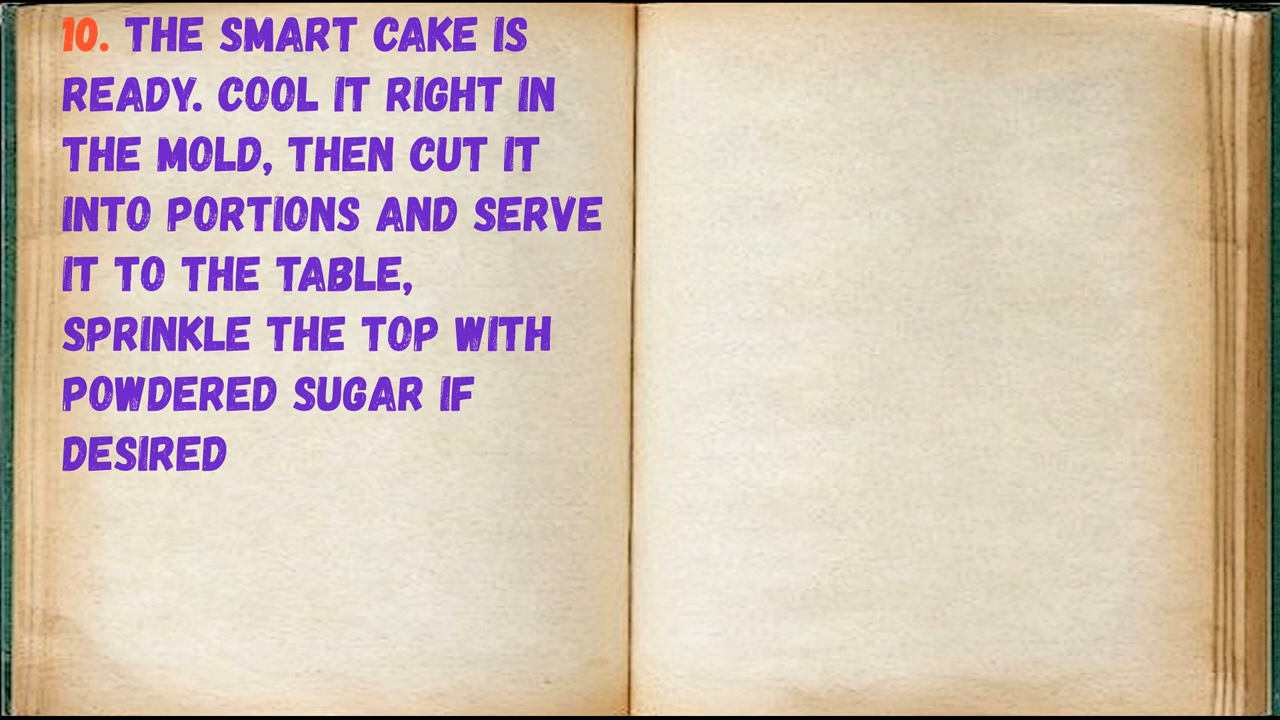 10. THE SMART CAKE IS
READY. COOL IT RIGHT IN
THE MOLD, THEN CUT IT
INTO PORTIONS AND SERVE
IT TO THE TABLE,
SPRINKLE THE TOP WITH
POWDERED SUGAR IF
DESIRED